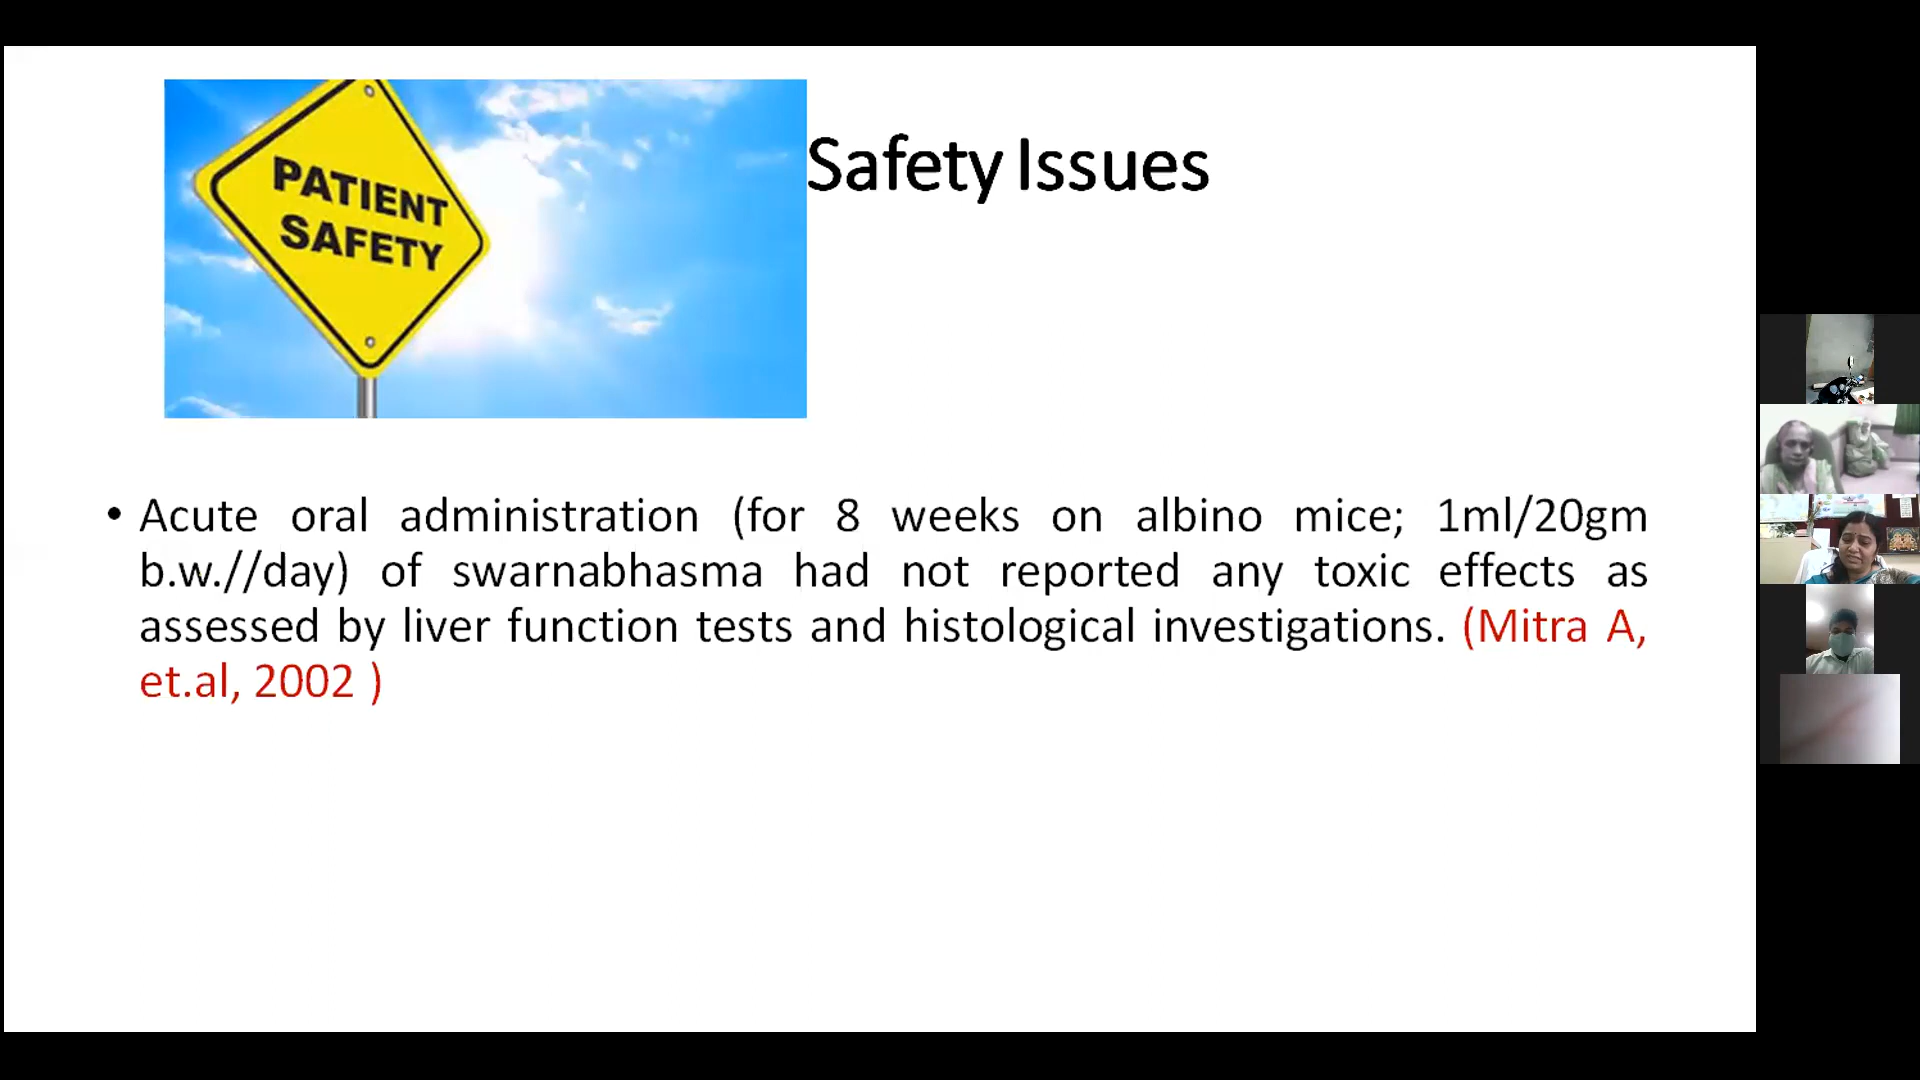 PATIENT
SAFETY
Safety Issues
• Acute oral administration (for 8 weeks on albino mice; 1ml/20gm
b.w.//day) of swarnabhasma had not reported any toxic effects as
assessed by liver function tests and histological investigations. (Mitra A,
et.al, 2002 )